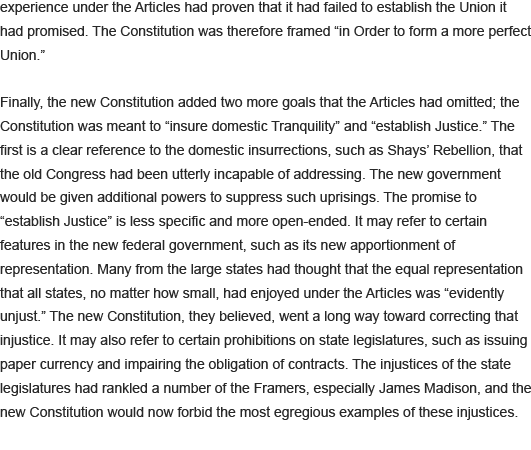 experience under the Articles had proven that it had failed to establish the Union it
had promised. The Constitution was therefore framed “in Order to form a more perfect
Union.”
Finally, the new Constitution added two more goals that the Articles had omitted; the
Constitution was meant to “insure domestic Tranquility” and “establish Justice.” The
first is a clear reference to the domestic insurrections, such as Shays’ Rebellion, that
the old Congress had been utterly incapable of addressing. The new government
would be given additional powers to suppress such uprisings. The promise to
“establish Justice” is less specific and more open-ended. It may refer to certain
features in the new federal government, such as its new apportionment of
representation. Many from the large states had thought that the equal representation
that all states, no matter how small, had enjoyed under the Articles was “evidently
unjust.” The new Constitution, they believed, went a long way toward correcting that
injustice. It may also refer to certain prohibitions on state legislatures, such as issuing
paper currency and impairing the obligation of contracts. The injustices of the state
legislatures had rankled a number of the Framers, especially James Madison, and the
new Constitution would now forbid the most egregious examples of these injustices.